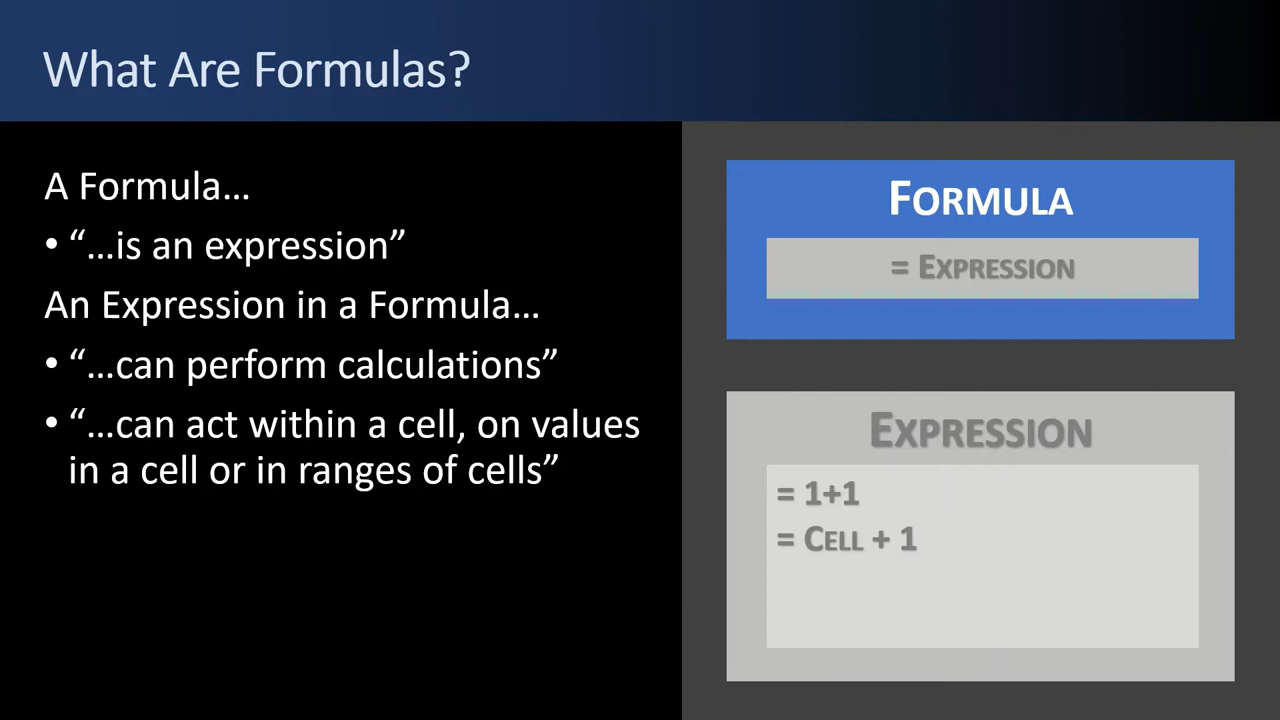 What Are Formulas?
A Formula…
• “…is an expression”
An Expression in a Formula…
• “…can perform calculations”
• “…can act within a cell, on values
in a cell or in ranges of cells”
FORMULA
= EXPRESSION
EXPRESSION
= 1+1
= CELL + 1